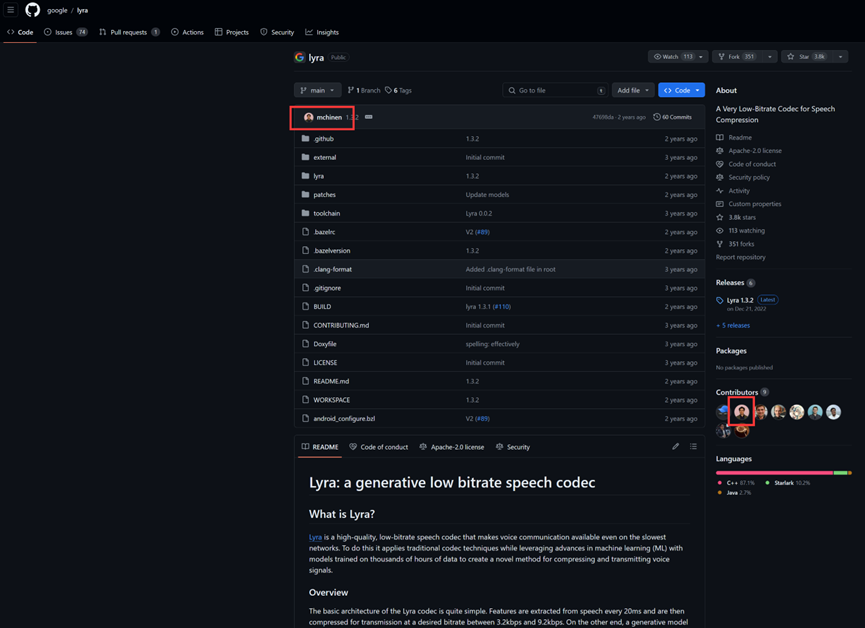 google / lyra
Code Issues 74 Pull requests 1 Actions Projects Security Insights
lyra Public Watch 113 Fork 351 Star 3.8k
main 1 Branch 6 Tags Go to file t Add file Code
mchinen 1.3.2 47698da · 2 years ago 60 Commits
.github 1.3.2 2 years ago
external Initial commit 3 years ago
lyra 1.3.2 2 years ago
patches Update models 2 years ago
toolchain Lyra 0.0.2 3 years ago
.bazelrc V2 (#89) 2 years ago
.bazelversion 1.3.2 2 years ago
.clang-format Added .clang-format file in root 3 years ago
.gitignore Initial commit 3 years ago
BUILD lyra 1.3.1 (#110) 2 years ago
CONTRIBUTING.md Initial commit 3 years ago
Doxyfile spelling: effectively 3 years ago
LICENSE Initial commit 3 years ago
README.md 1.3.2 2 years ago
WORKSPACE 1.3.2 2 years ago
android_configure.bzl V2 (#89) 2 years ago
README Code of conduct Apache-2.0 license Security
Lyra: a generative low bitrate speech codec
What is Lyra?
Lyra is a high-quality, low-bitrate speech codec that makes voice communication available even on the slowest
networks. To do this it applies traditional codec techniques while leveraging advances in machine learning (ML) with
models trained on thousands of hours of data to create a novel method for compressing and transmitting voice
signals.
Overview
The basic architecture of the Lyra codec is quite simple. Features are extracted from speech every 20ms and are then
compressed for transmission at a desired bitrate between 3.2kbps and 9.2kbps. On the other end, a generative model
About
A Very Low-Bitrate Codec for Speech
Compression
Readme
Apache-2.0 license
Code of conduct
Security policy
Activity
Custom properties
3.8k stars
113 watching
351 forks
Report repository
Releases 6
Lyra 1.3.2 Latest
on Dec 21, 2022
+ 5 releases
Packages
No packages published
Contributors 9
Languages
C++ 87.1% Starlark 10.2%
Java 2.7%